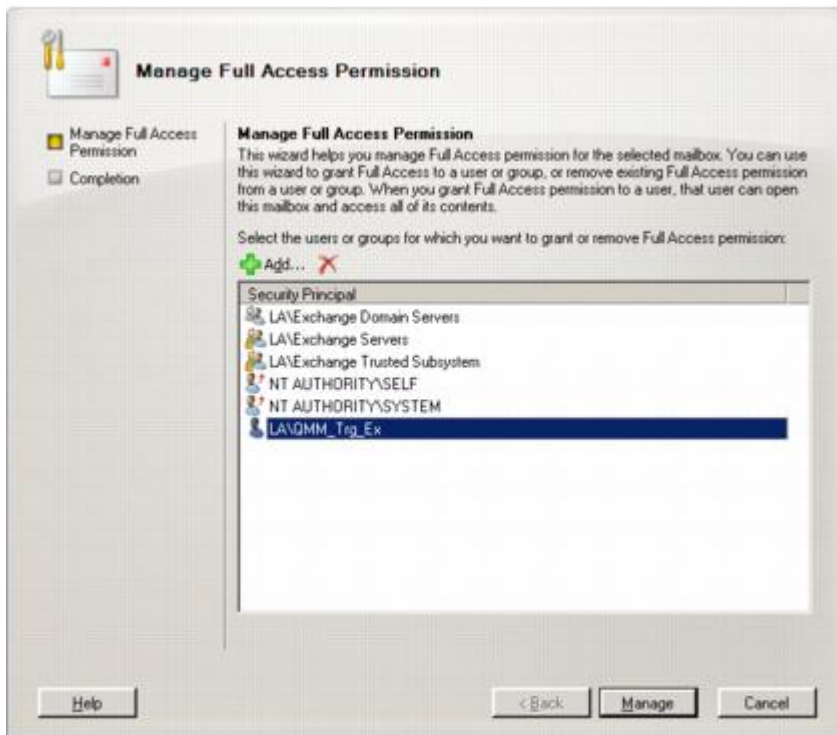 Manage Full Access Permission
Manage Full Access
Permission
Completion
Manage Full Access Permission
This wizard helps you manage Full Access permission for the selected mailbox. You can use
this wizard to grant Full Access to a user or group, or remove existing Full Access permission
from a user or group. When you grant Full Access permission to a user, that user can open
this mailbox and access all of its contents.
Select the users or groups for which you want to grant or remove Full Access permission:
Add...
Security Principal
LA\Exchange Domain Servers
LA\Exchange Servers
LA\Exchange Trusted Subsystem
NT AUTHORITY\SELF
NT AUTHORITY\SYSTEM
LA\QMM_Trg_Ex
Help
< Back
Manage
Cancel